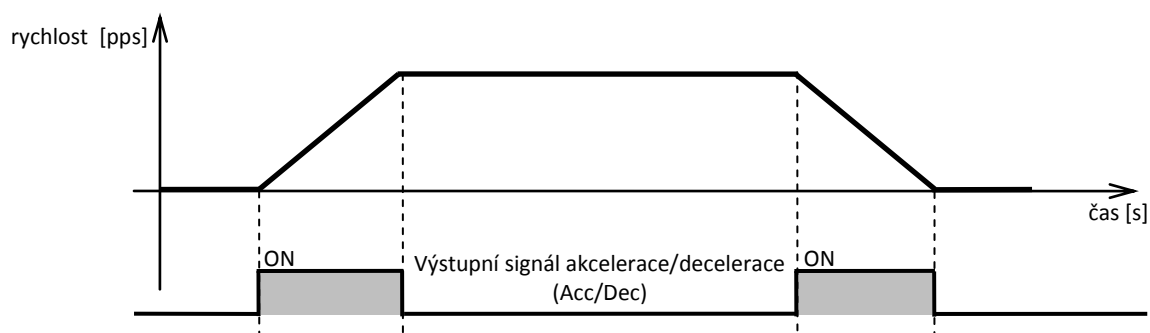 rychlost [pps]
čas [s]
ON
Výstupní signál akcelerace/decelerace
(Acc/Dec)
ON